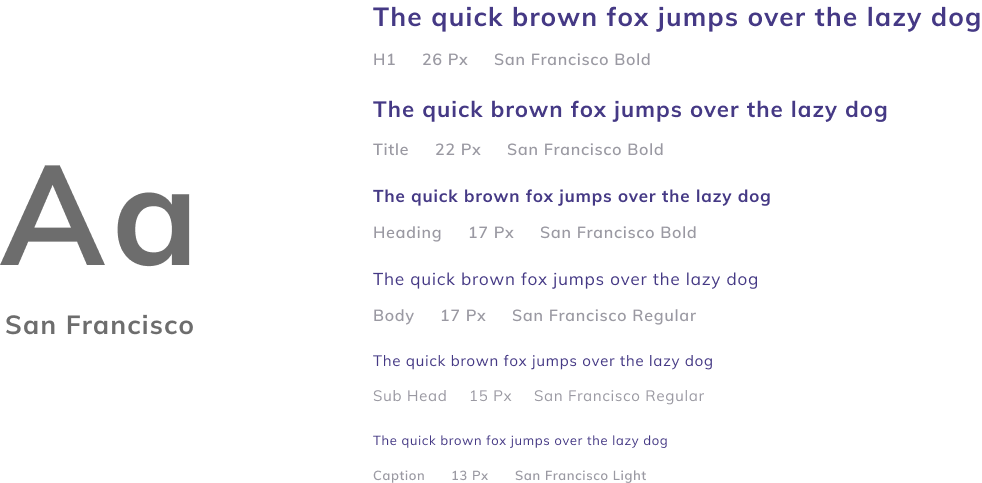 Aa
San Francisco
The quick brown fox jumps over the lazy dog
H1 26 Px San Francisco Bold
The quick brown fox jumps over the lazy dog
Title 22 Px San Francisco Bold
The quick brown fox jumps over the lazy dog
Heading 17 Px San Francisco Bold
The quick brown fox jumps over the lazy dog
Body 17 Px San Francisco Regular
The quick brown fox jumps over the lazy dog
Sub Head 15 Px San Francisco Regular
The quick brown fox jumps over the lazy dog
Caption 13 Px San Francisco Light